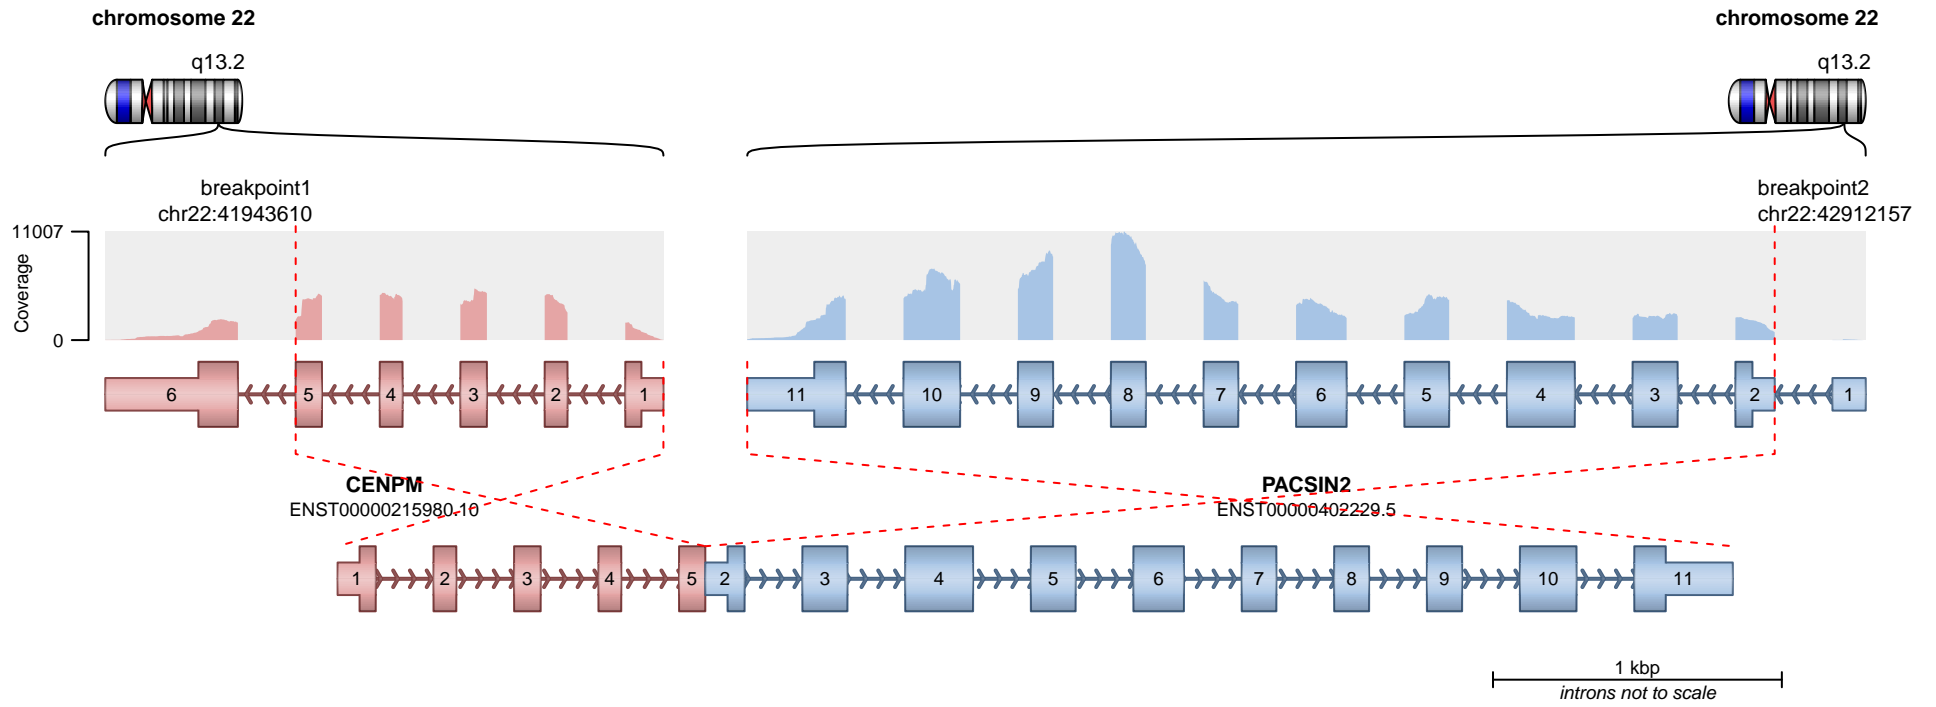 chromosome 22
chromosome 22
q13.2
q13.2
breakpoint1
chr22:41943610
breakpoint2
chr22:42912157
11007
Coverage
0
6 5 4 3 2 1
11 10 9 8 7 6 5 4 3 2 1
CENPM
ENST00000215980.10
PACSIN2
ENST00000402229.5
1 2 3 4 5 2 3 4 5 6 7 8 9 10 11
1 kbp
introns not to scale